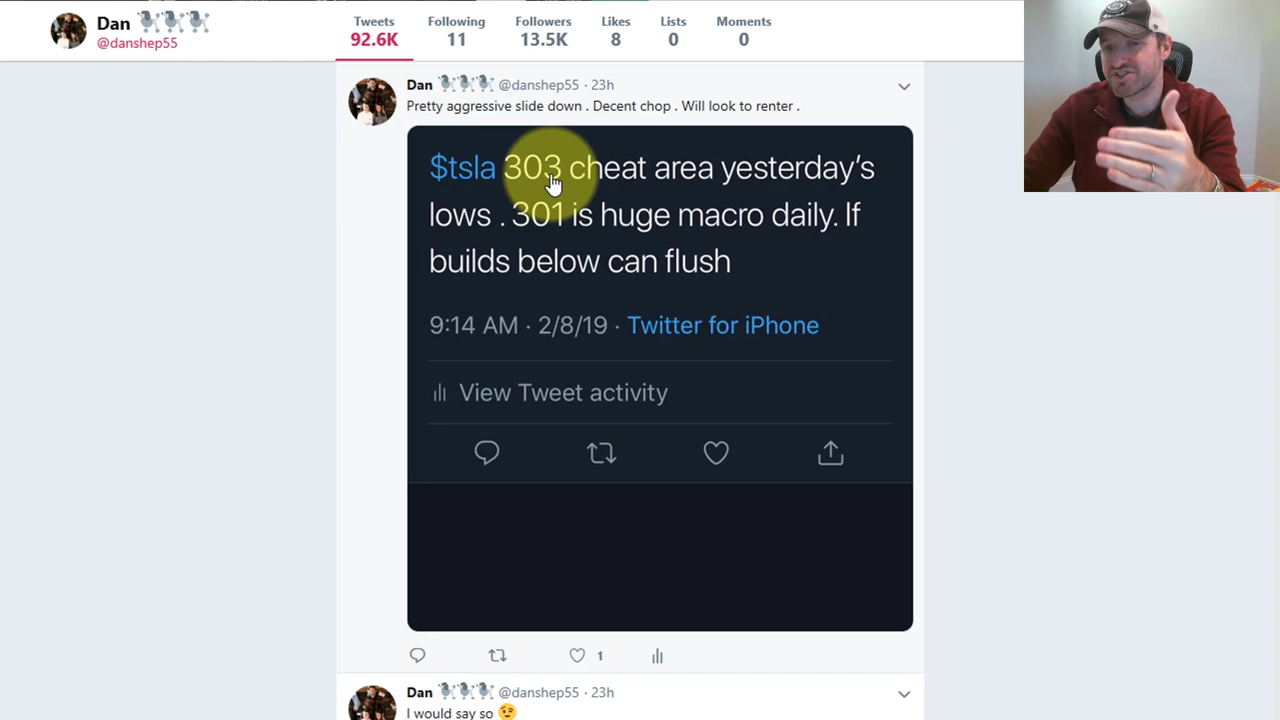 Dan
@danshep55
Tweets Following Followers Likes Lists Moments
92.6K 11 13.5K 8 0 0
Dan @danshep55 · 23h
Pretty aggressive slide down . Decent chop . Will look to renter .
$tsla 303 cheat area yesterday's
lows . 301 is huge macro daily. If
builds below can flush
9:14 AM · 2/8/19 · Twitter for iPhone
View Tweet activity
1
Dan @danshep55 · 23h
I would say so 😉